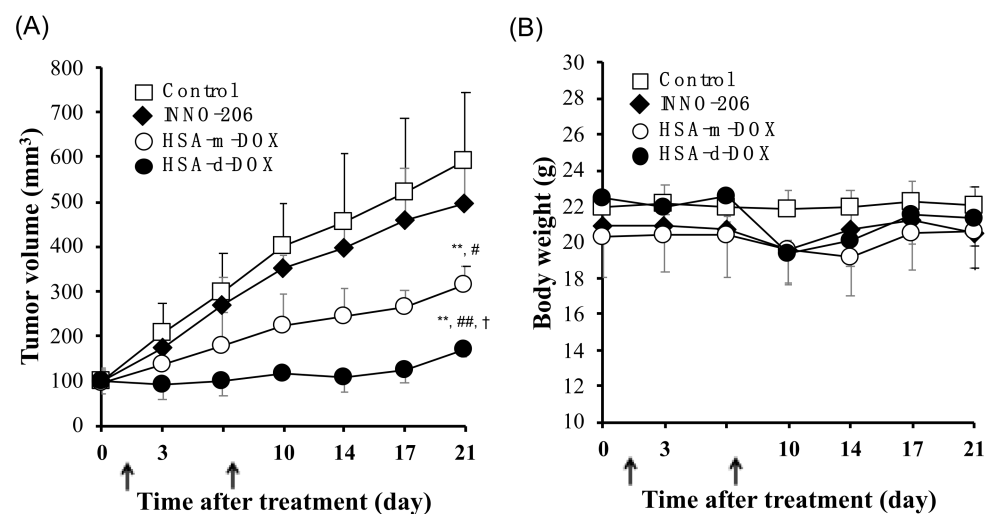 (A)
Tumor volume (mm³)
800
700
600
500
400
300
200
100
0
Control
INNO-206
HSA-m-DOX
HSA-d-DOX
**, #
**, ##, †
0 3 10 14 17 21
Time after treatment (day)
(B)
Body weight (g)
30
28
26
24
22
20
18
16
14
12
10
Control
INNO-206
HSA-m-DOX
HSA-d-DOX
0 3 10 14 17 21
Time after treatment (day)